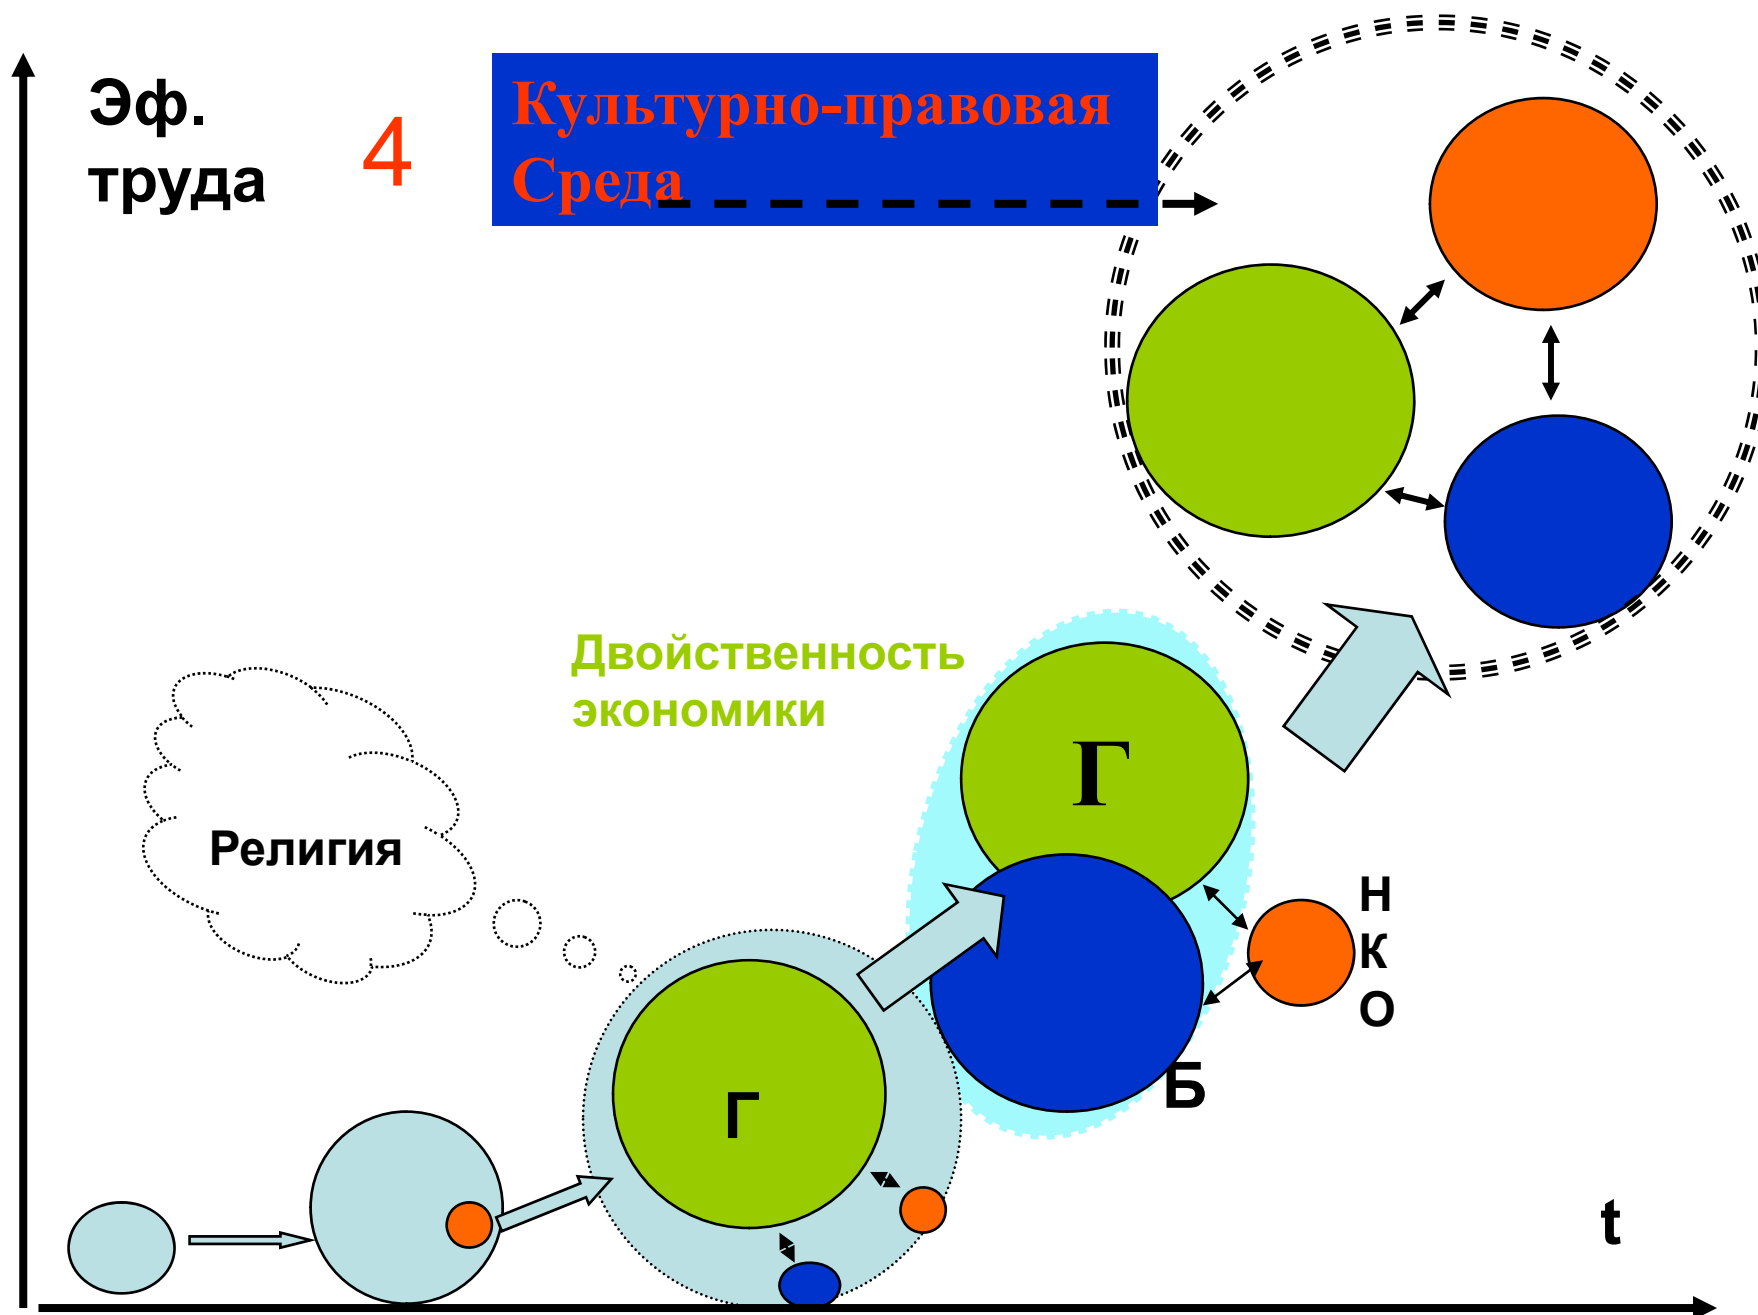 Эф.
труда
4
Культурно-правовая
Среда
Двойственность
экономики
Религия
Г
Н
К
О
Б
Г
t